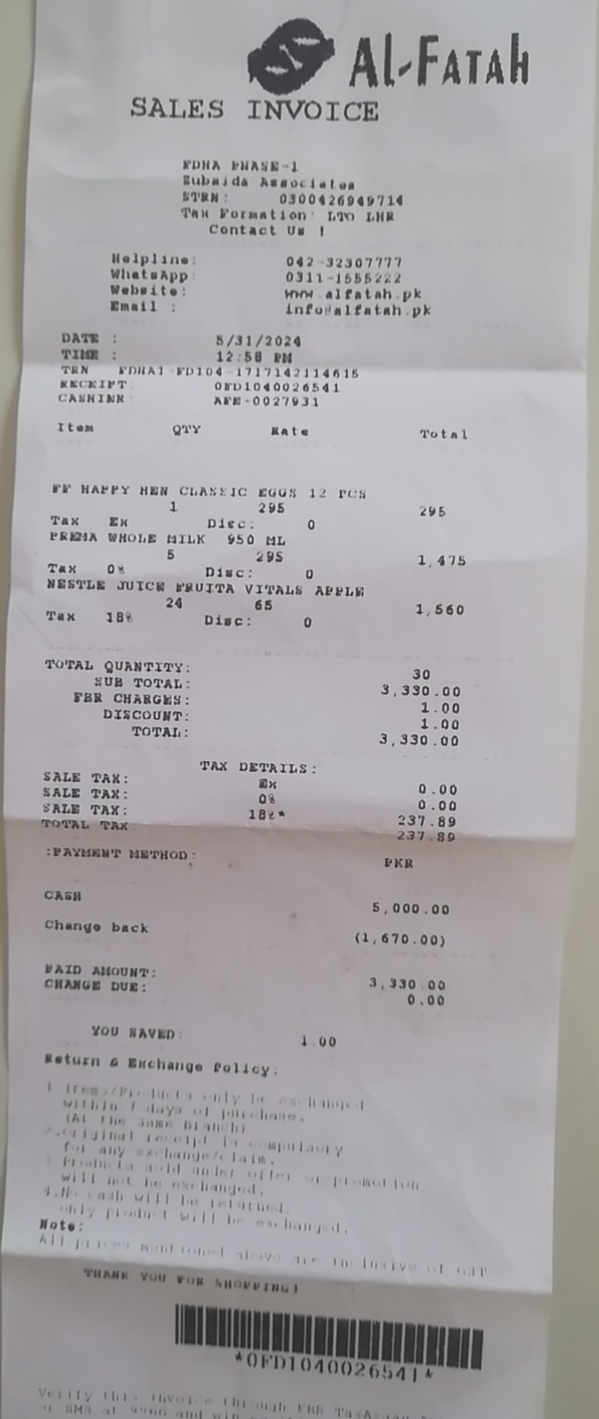 Al-Fatah
SALES INVOICE
FDHA PHASE-1
Zubaida Associates
STRN: 0300426949714
Tax Formation: LTO LHR
Contact Us !
Helpline: 042-32307777
WhatsApp: 0311-1555222
Website: www.alfatah.pk
Email : info@alfatah.pk
DATE : 5/31/2024
TIME : 12:58 PM
TRN FDHA1-FD104-1717142114615
RECEIPT 0FD1040026541
CASHIER AFE-0027931
Item QTY Rate Total
FF HAPPY HEN CLASSIC EGGS 12 PCS
1 295 295
Tax Ex Disc: 0
PREMA WHOLE MILK 950 ML
5 295 1,475
Tax 0% Disc: 0
NESTLE JUICE FRUITA VITALS APPLE
24 65 1,560
Tax 18% Disc: 0
TOTAL QUANTITY: 30
SUB TOTAL: 3,330.00
FBR CHARGES: 1.00
DISCOUNT: 1.00
TOTAL: 3,330.00
TAX DETAILS:
SALE TAX: Ex 0.00
SALE TAX: 0% 0.00
SALE TAX: 18%* 237.89
TOTAL TAX 237.89
:PAYMENT METHOD: PKR
CASH 5,000.00
Change back (1,670.00)
PAID AMOUNT: 3,330.00
CHANGE DUE: 0.00
YOU SAVED: 1.00
Return & Exchange Policy:
1.Items/Products only be exchanged
within 7 days of purchase.
(At the same branch)
2.Original receipt is compulsory
for any exchange/claim.
3.Products sold under offer or promotion
will not be exchanged.
4.No cash will be returned,
only product will be exchanged.
Note:
All prices mentioned above are inclusive of GST
THANK YOU FOR SHOPPING!
*0FD1040026541*
Verify this invoice through FBR
SMS at 9966 and win